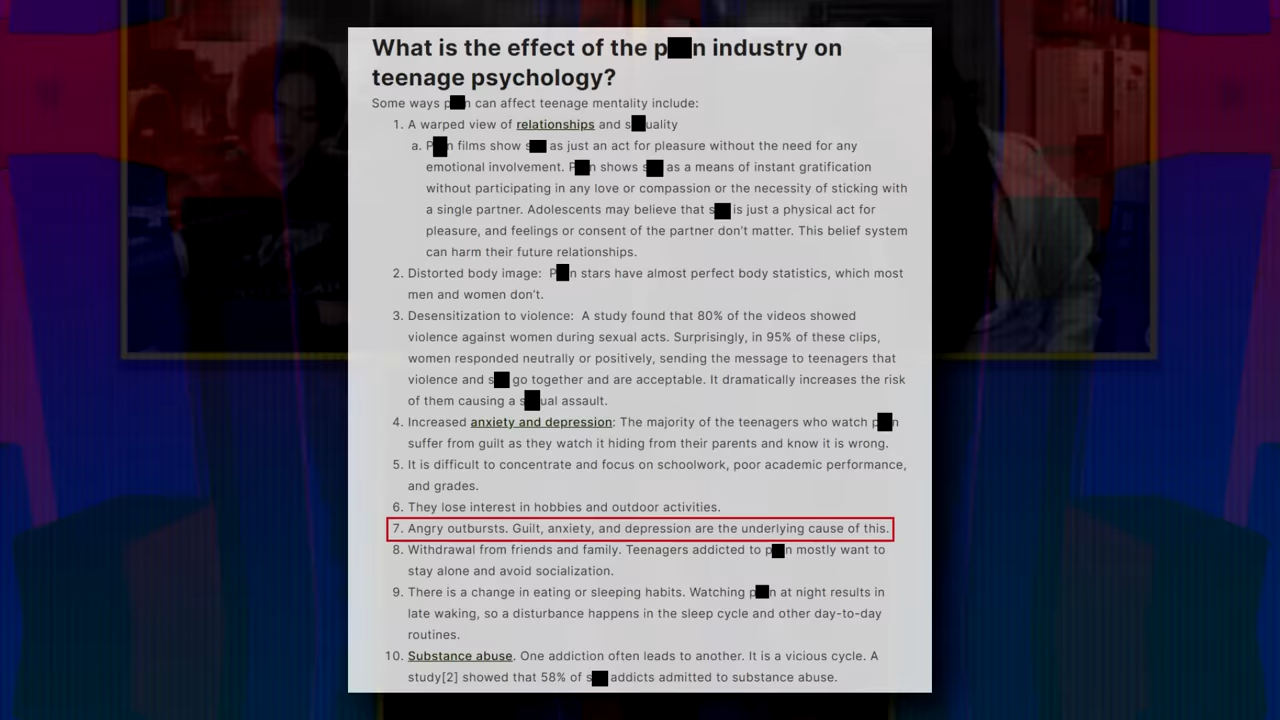 What is the effect of the p██n industry on
teenage psychology?
Some ways p██n can affect teenage mentality include:
1. A warped view of relationships and s██uality
a. P██n films show s██ as just an act for pleasure without the need for any
emotional involvement. P██n shows s██ as a means of instant gratification
without participating in any love or compassion or the necessity of sticking with
a single partner. Adolescents may believe that s██ is just a physical act for
pleasure, and feelings or consent of the partner don't matter. This belief system
can harm their future relationships.
2. Distorted body image: P██n stars have almost perfect body statistics, which most
men and women don't.
3. Desensitization to violence: A study found that 80% of the videos showed
violence against women during sexual acts. Surprisingly, in 95% of these clips,
women responded neutrally or positively, sending the message to teenagers that
violence and s██ go together and are acceptable. It dramatically increases the risk
of them causing a s██ual assault.
4. Increased anxiety and depression: The majority of the teenagers who watch p██n
suffer from guilt as they watch it hiding from their parents and know it is wrong.
5. It is difficult to concentrate and focus on schoolwork, poor academic performance,
and grades.
6. They lose interest in hobbies and outdoor activities.
7. Angry outbursts. Guilt, anxiety, and depression are the underlying cause of this.
8. Withdrawal from friends and family. Teenagers addicted to p██n mostly want to
stay alone and avoid socialization.
9. There is a change in eating or sleeping habits. Watching p██n at night results in
late waking, so a disturbance happens in the sleep cycle and other day-to-day
routines.
10. Substance abuse. One addiction often leads to another. It is a vicious cycle. A
study[2] showed that 58% of s██ addicts admitted to substance abuse.